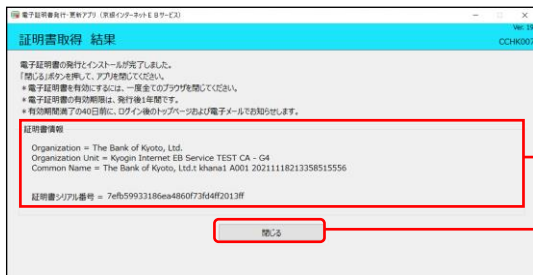 電子証明書発行・更新アプリ（京銀インターネットＥＢサービス）
Ver. 19
証明書取得 結果
CCHK007
電子証明書の発行とインストールが完了しました。
「閉じる」ボタンを押して、アプリを閉じてください。
＊電子証明書を有効にするには、一度全てのブラウザを閉じてください。
＊電子証明書の有効期限は、発行後1年間です。
＊有効期間満了の40日前に、ログイン後のトップページおよび電子メールでお知らせします。
証明書情報
Organization = The Bank of Kyoto, Ltd.
Organization Unit = Kyogin Internet EB Service TEST CA - G4
Common Name = The Bank of Kyoto, Ltd.t khana1 A001 20211118213358515556
証明書シリアル番号 = 7efb59933186ea4860f73fd4ff2013ff
閉じる